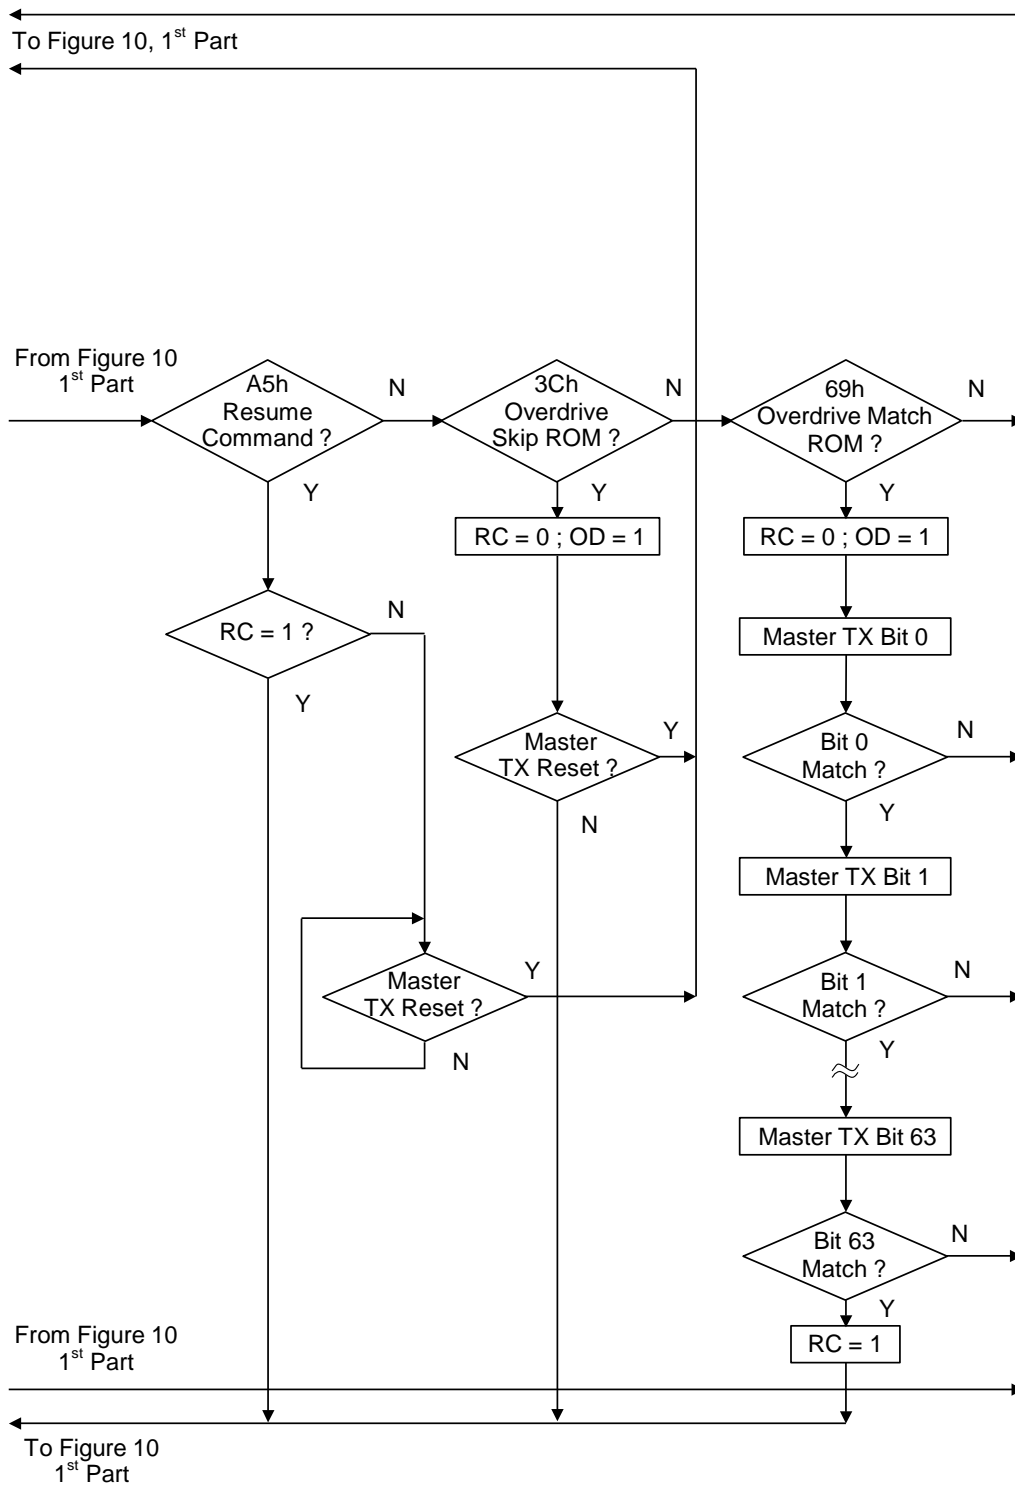 To Figure 10, 1st Part
From Figure 10
1st Part
A5h
Resume
Command ?
N
Y
3Ch
Overdrive
Skip ROM ?
N
Y
69h
Overdrive Match
ROM ?
N
Y
RC = 0 ; OD = 1
RC = 0 ; OD = 1
RC = 1 ?
N
Y
Master TX Bit 0
Master
TX Reset ?
Y
N
Bit 0
Match ?
N
Y
Master TX Bit 1
Master
TX Reset ?
Y
N
Bit 1
Match ?
N
Y
Master TX Bit 63
Bit 63
Match ?
N
Y
RC = 1
From Figure 10
1st Part
To Figure 10
1st Part